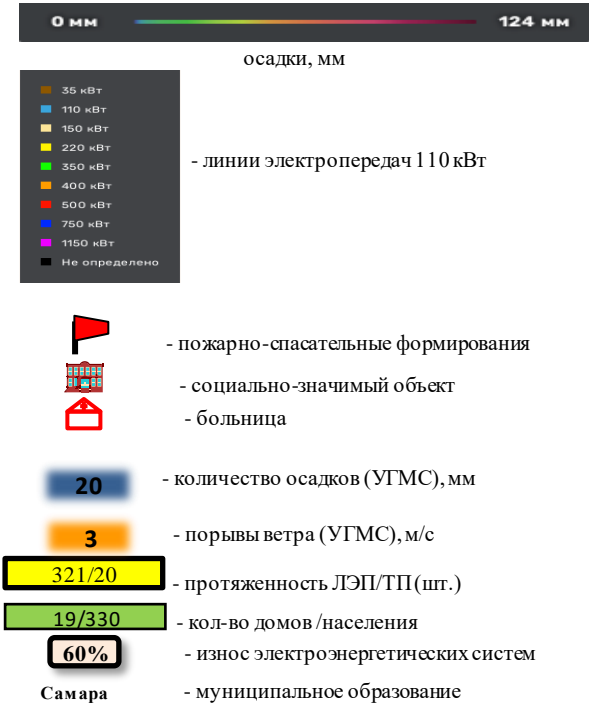 0 мм 124 мм
осадки, мм
35 кВт
110 кВт
150 кВт
220 кВт
350 кВт
400 кВт
500 кВт
750 кВт
1150 кВт
Не определено
- линии электропередач 110 кВт
- пожарно-спасательные формирования
- социально-значимый объект
- больница
20 - количество осадков (УГМС), мм
3 - порывы ветра (УГМС), м/с
321/20 - протяженность ЛЭП/ТП (шт.)
19/330 - кол-во домов /населения
60% - износ электроэнергетических систем
Самара - муниципальное образование